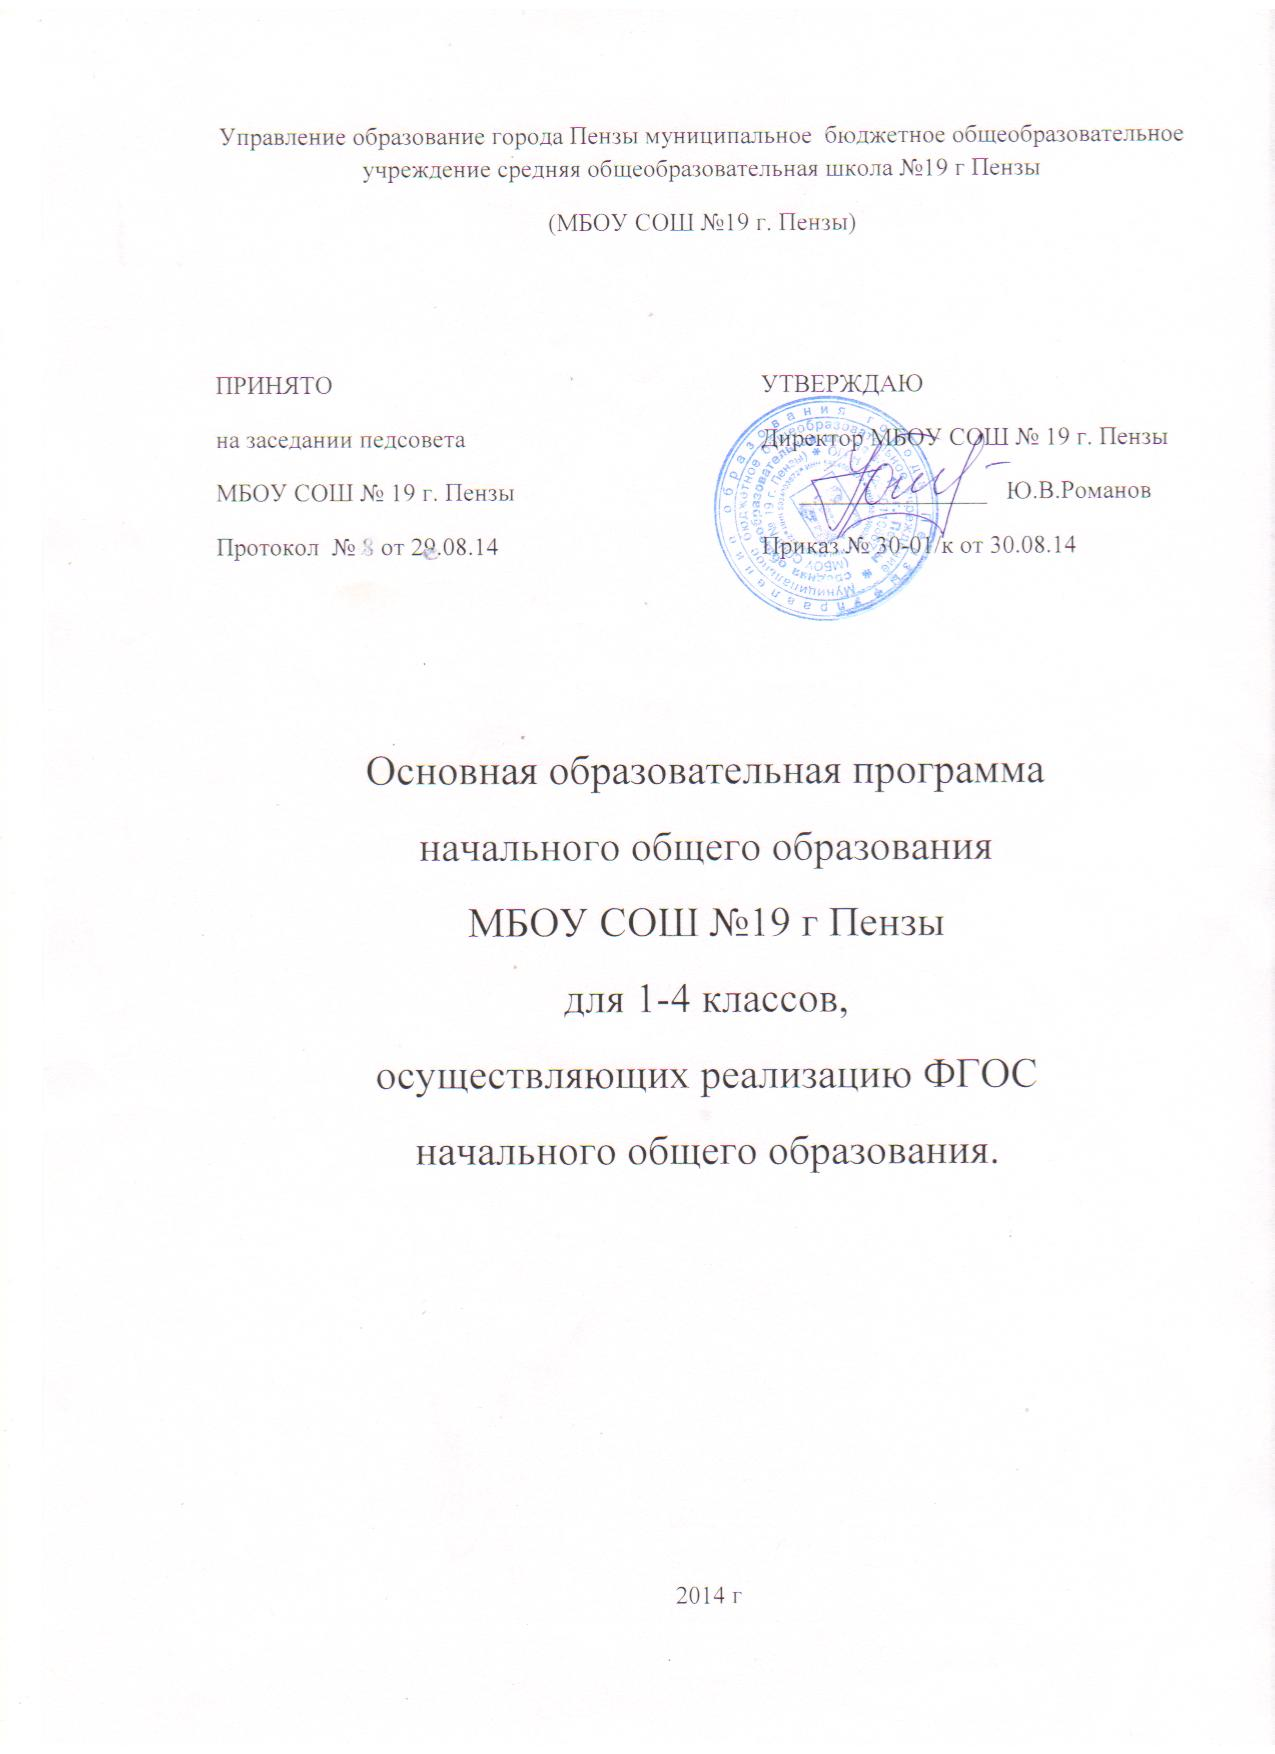 Управление образование города Пензы муниципальное бюджетное общеобразовательное
учреждение средняя общеобразовательная школа №19 г Пензы
(МБОУ СОШ №19 г. Пензы)
ПРИНЯТО
на заседании педсовета
МБОУ СОШ № 19 г. Пензы
Протокол № 8 от 29.08.14
УТВЕРЖДАЮ
Директор МБОУ СОШ № 19 г. Пензы
Ю.В.Романов
Приказ № 30-01/к от 30.08.14
Основная образовательная программа
начального общего образования
МБОУ СОШ №19 г Пензы
для 1-4 классов,
осуществляющих реализацию ФГОС
начального общего образования.
2014 г